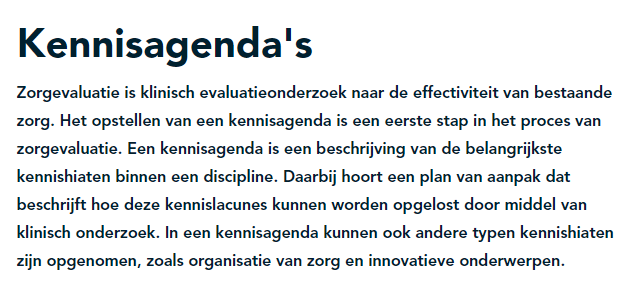 Kennisagenda's
Zorgevaluatie is klinisch evaluatieonderzoek naar de effectiviteit van bestaande
zorg. Het opstellen van een kennisagenda is een eerste stap in het proces van
zorgevaluatie. Een kennisagenda is een beschrijving van de belangrijkste
kennishiaten binnen een discipline. Daarbij hoort een plan van aanpak dat
beschrijft hoe deze kennislacunes kunnen worden opgelost door middel van
klinisch onderzoek. In een kennisagenda kunnen ook andere typen kennishiaten
zijn opgenomen, zoals organisatie van zorg en innovatieve onderwerpen.